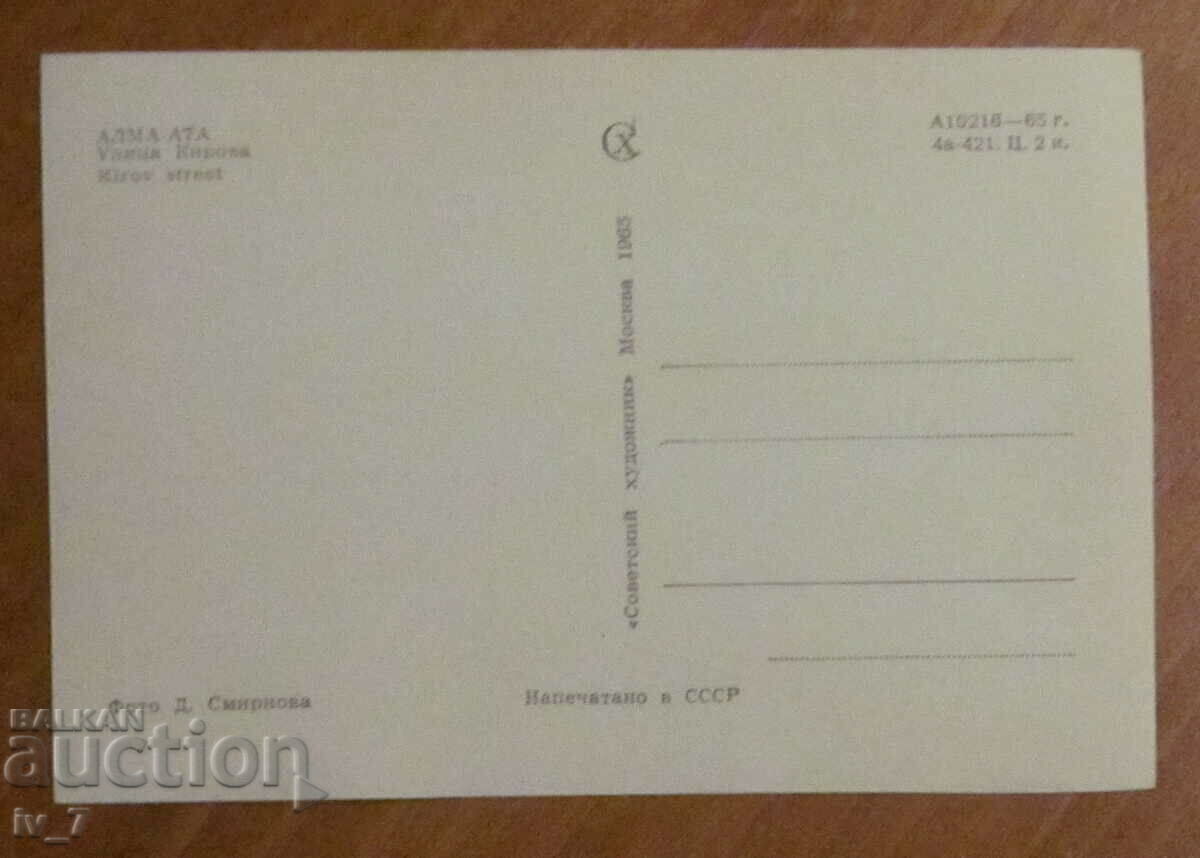 АЛМА АТА
Улица Кирова
Kirov street
А10216—65 г.
4а-421. Ц. 2 к.
«Советский художник» Москва 1965
Фото Д. Смирнова
Напечатано в СССР
BALKAN
auction
iv_7